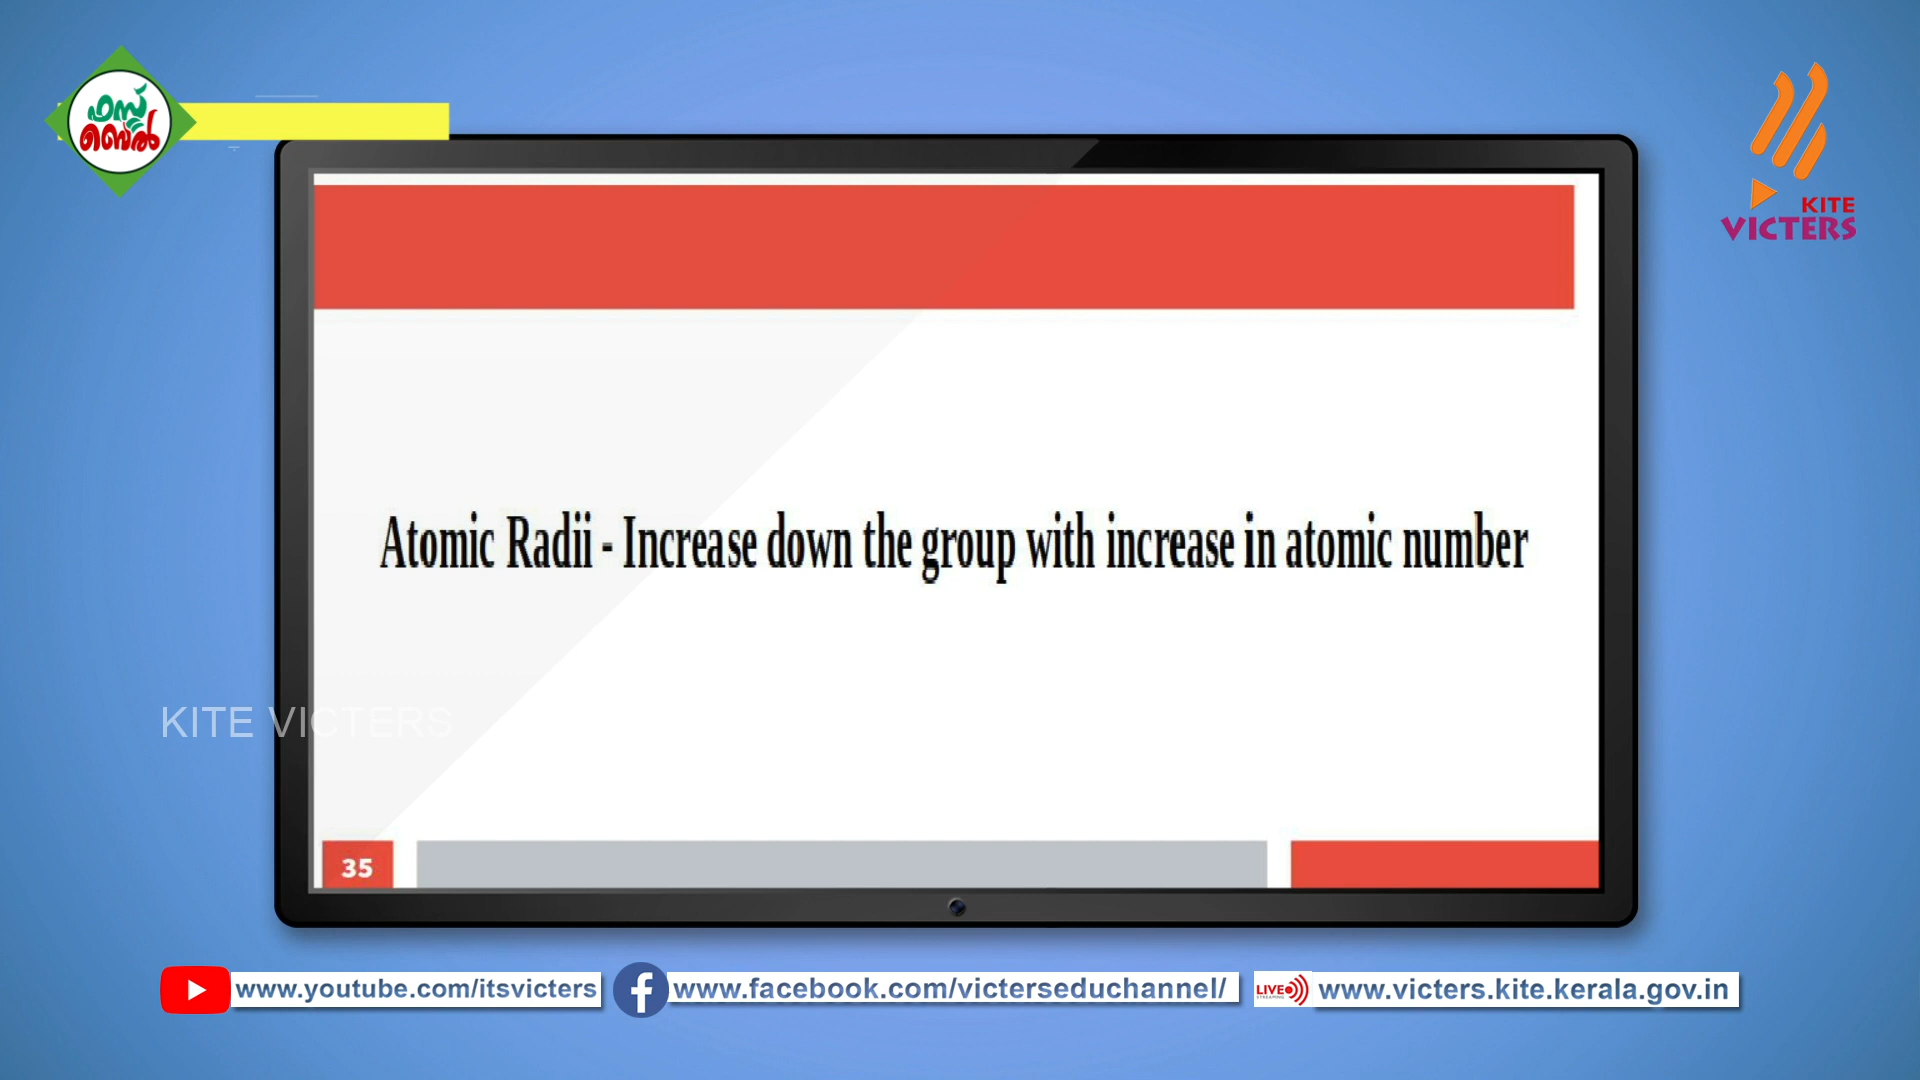 ഫസ്റ്റ്
ബെൽ
KITE
VICTERS
Atomic Radii - Increase down the group with increase in atomic number
KITE VICTERS
35
www.youtube.com/itsvicters
www.facebook.com/victerseduchannel/
LIVE
STREAMING
www.victers.kite.kerala.gov.in